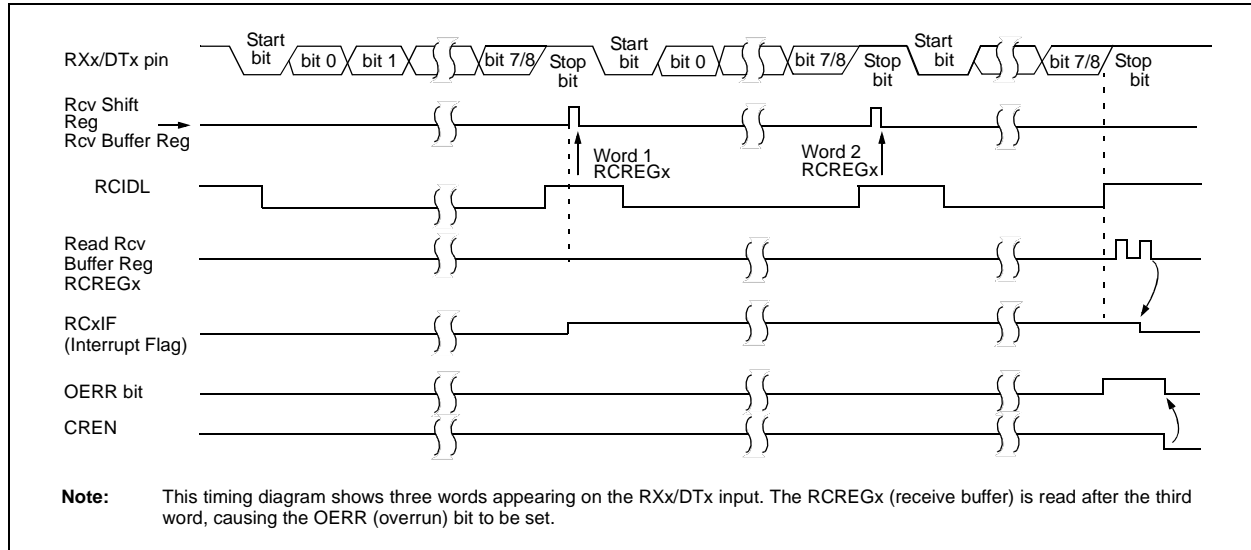 Start bit
bit 0
bit 1
bit 7/8
Stop bit
Start bit
bit 0
bit 7/8
Stop bit
Start bit
bit 7/8
Stop bit
RXx/DTx pin
Rcv Shift
Reg
Rcv Buffer Reg
Word 1
RCREGx
Word 2
RCREGx
RCIDL
Read Rcv
Buffer Reg
RCREGx
RCxIF
(Interrupt Flag)
OERR bit
CREN
Note: This timing diagram shows three words appearing on the RXx/DTx input. The RCREGx (receive buffer) is read after the third
word, causing the OERR (overrun) bit to be set.